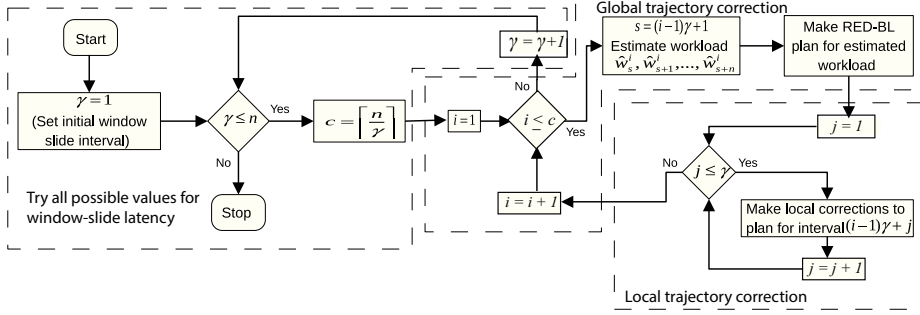 Start
γ = 1
(Set initial window
slide interval)
γ ≤ n
Yes
No
Stop
Try all possible values for
window-slide latency
c = ⌈n/γ⌉
γ = γ+1
i = 1
i ≤ c
No
Yes
i = i + 1
Global trajectory correction
s = (i−1)γ+1
Estimate workload
ŵ_s^i, ŵ_{s+1}^i, ..., ŵ_{s+n}^i
Make RED-BL
plan for estimated
workload
j = 1
j ≤ γ
No
Yes
Make local corrections to
plan for interval (i−1)γ + j
j = j + 1
Local trajectory correction